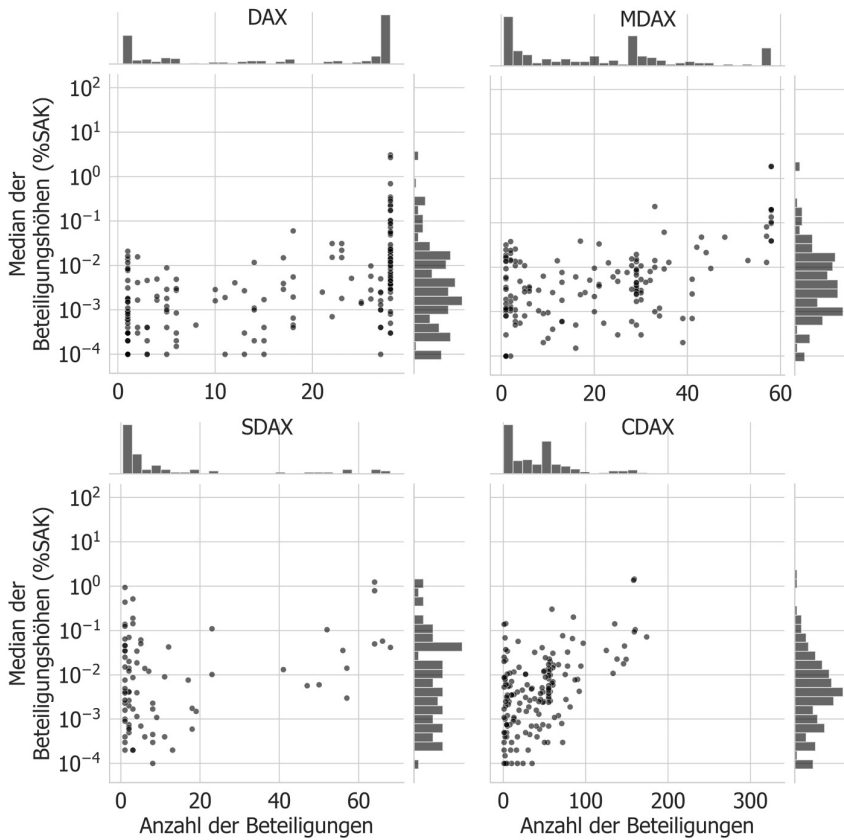 DAX
MDAX
Median der
Beteiligungshöhen (%SAK)
10²
10¹
10⁰
10⁻¹
10⁻²
10⁻³
10⁻⁴
0 10 20
0 20 40 60
SDAX
CDAX
Median der
Beteiligungshöhen (%SAK)
10²
10¹
10⁰
10⁻¹
10⁻²
10⁻³
10⁻⁴
0 20 40 60
0 100 200 300
Anzahl der Beteiligungen
Anzahl der Beteiligungen